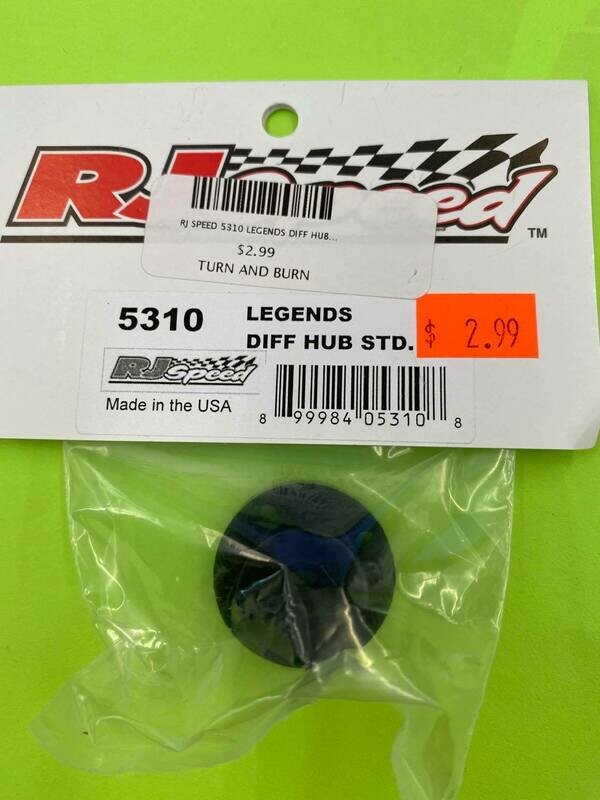 RJ Speed
TM
RJ SPEED 5310 LEGENDS DIFF HUB...
$2.99
TURN AND BURN
5310
LEGENDS
DIFF HUB STD.
$ 2.99
RJ Speed
Made in the USA
8 99984 05310 8